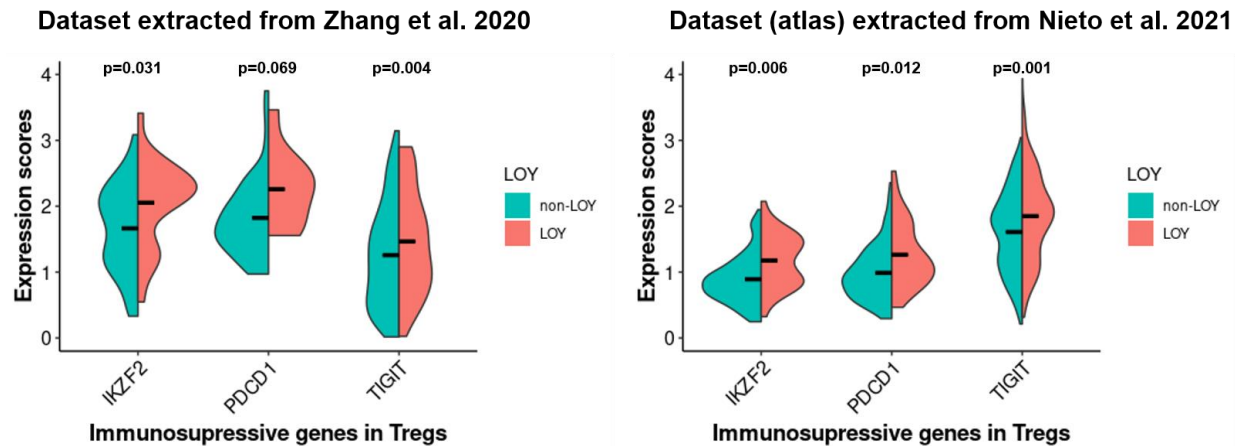 Dataset extracted from Zhang et al. 2020
p=0.031 p=0.069 p=0.004
4
3
2
1
0
Expression scores
IKZF2
PDCD1
TIGIT
Immunosupressive genes in Tregs
LOY
non-LOY
LOY
Dataset (atlas) extracted from Nieto et al. 2021
p=0.006 p=0.012 p=0.001
4
3
2
1
0
Expression scores
IKZF2
PDCD1
TIGIT
Immunosupressive genes in Tregs
LOY
non-LOY
LOY